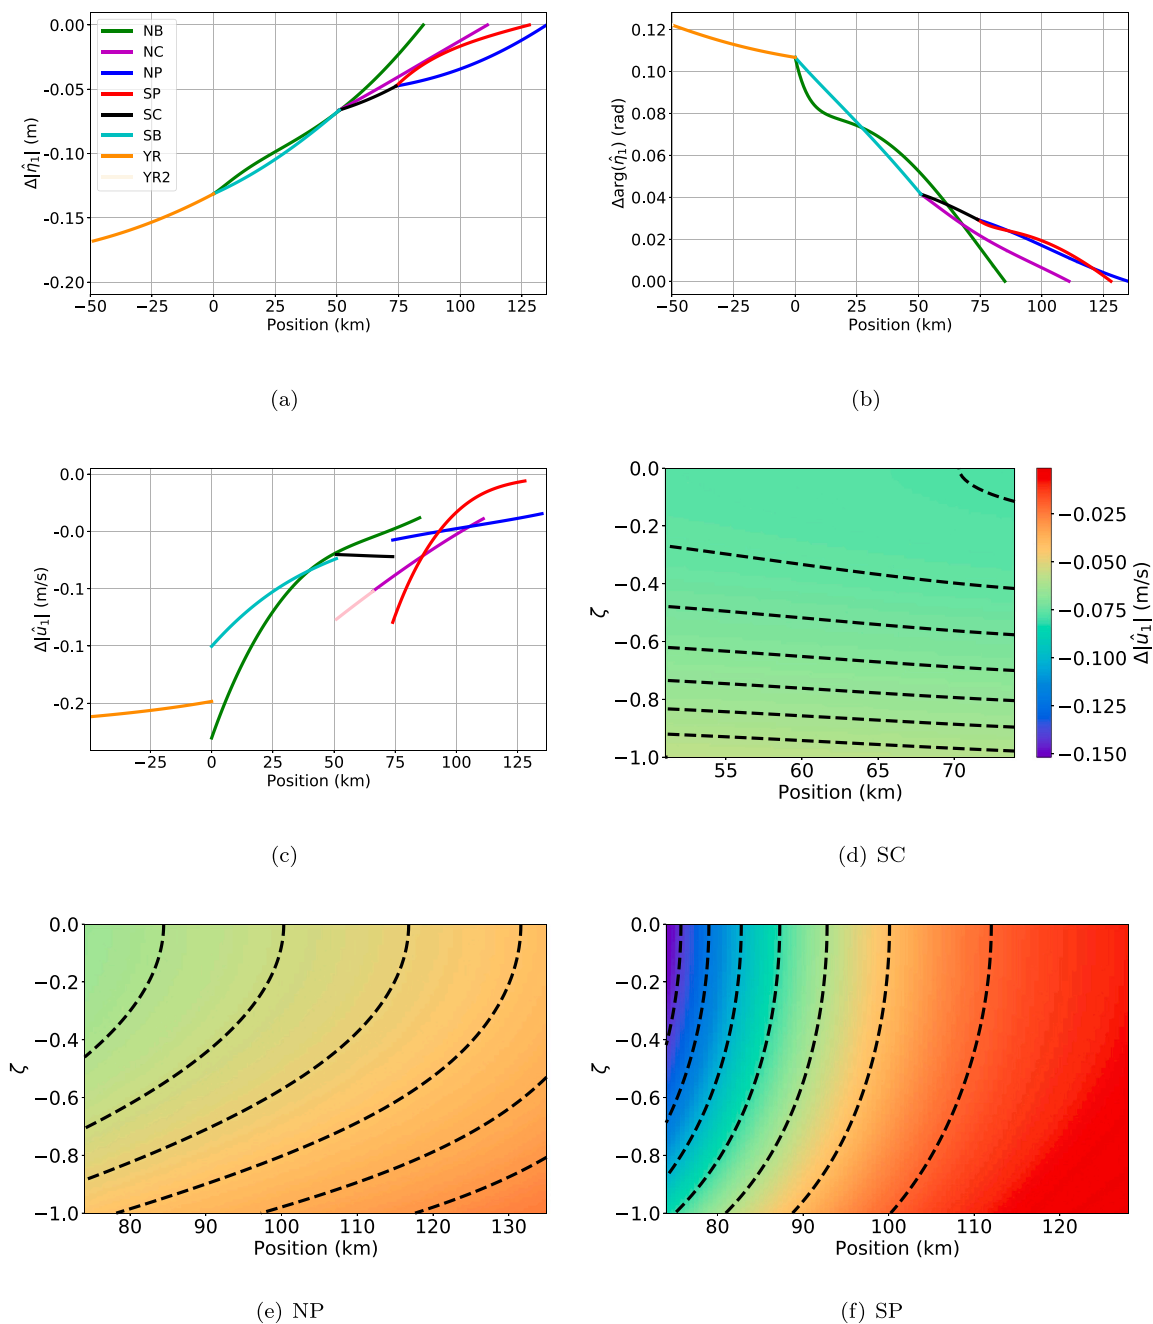 0.00
-0.05
-0.10
-0.15
-0.20
Δ|η̂₁| (m)
NB
NC
NP
SP
SC
SB
YR
YR2
−50 −25 0 25 50 75 100 125
Position (km)
(a)
0.12
0.10
0.08
0.06
0.04
0.02
0.00
Δarg(η̂₁) (rad)
−50 −25 0 25 50 75 100 125
Position (km)
(b)
0.0
-0.0
-0.1
-0.1
-0.2
Δ|û₁| (m/s)
−25 0 25 50 75 100 125
Position (km)
(c)
0.0
−0.2
−0.4
−0.6
−0.8
−1.0
ζ
55 60 65 70
Position (km)
−0.025
−0.050
−0.075
−0.100
−0.125
−0.150
Δ|û₁| (m/s)
(d) SC
0.0
−0.2
−0.4
−0.6
−0.8
−1.0
ζ
80 90 100 110 120 130
Position (km)
(e) NP
0.0
−0.2
−0.4
−0.6
−0.8
−1.0
ζ
80 90 100 110 120
Position (km)
(f) SP